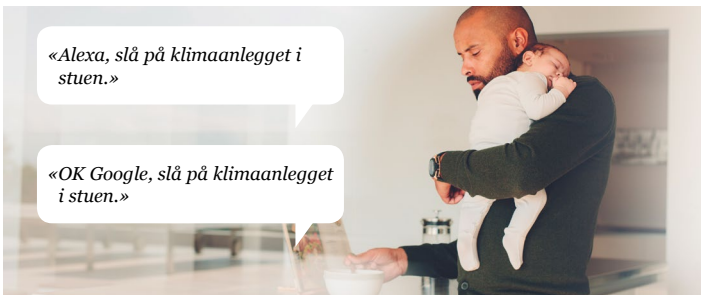 «Alexa, slå på klimaanlegget i
stuen.»
«OK Google, slå på klimaanlegget
i stuen.»